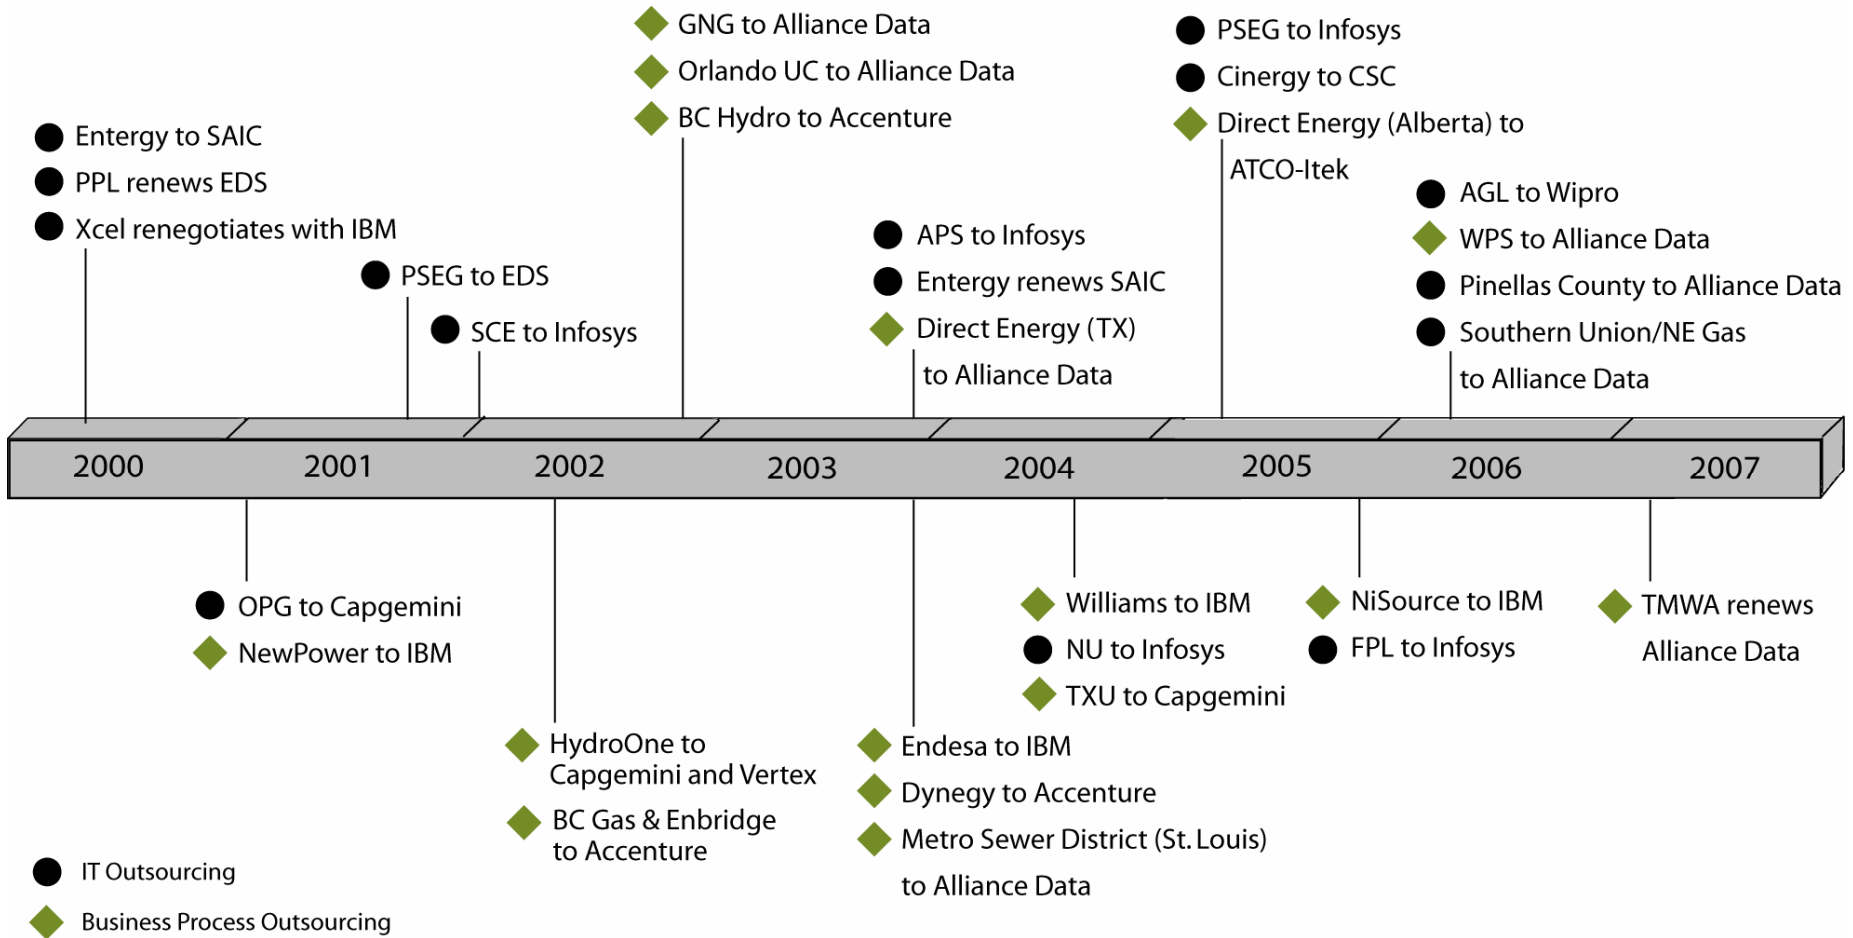 GNG to Alliance Data
Orlando UC to Alliance Data
BC Hydro to Accenture
PSEG to Infosys
Cinergy to CSC
Direct Energy (Alberta) to
ATCO-Itek
Entergy to SAIC
PPL renews EDS
Xcel renegotiates with IBM
PSEG to EDS
SCE to Infosys
APS to Infosys
Entergy renews SAIC
Direct Energy (TX)
to Alliance Data
AGL to Wipro
WPS to Alliance Data
Pinellas County to Alliance Data
Southern Union/NE Gas
to Alliance Data
2000
2001
2002
2003
2004
2005
2006
2007
OPG to Capgemini
NewPower to IBM
HydroOne to
Capgemini and Vertex
BC Gas & Enbridge
to Accenture
Endesa to IBM
Dynegy to Accenture
Metro Sewer District (St. Louis)
to Alliance Data
Williams to IBM
NU to Infosys
TXU to Capgemini
NiSource to IBM
FPL to Infosys
TMWA renews
Alliance Data
IT Outsourcing
Business Process Outsourcing